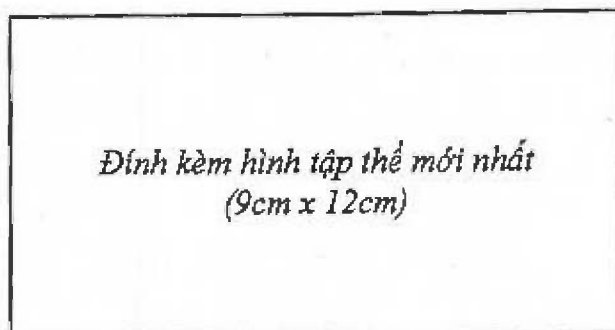 Đính kèm hình tập thể mới nhất
(9cm x 12cm)